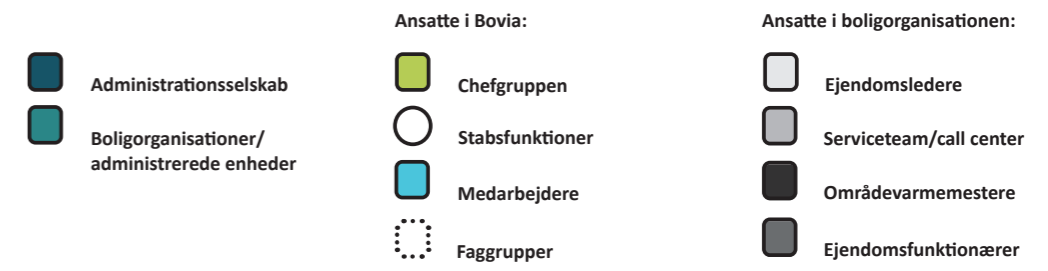 Administrationsselskab
Boligorganisationer/
administrerede enheder
Ansatte i Bovia:
Chefgruppen
Stabsfunktioner
Medarbejdere
Faggrupper
Ansatte i boligorganisationen:
Ejendomsledere
Serviceteam/call center
Områdevarmemestere
Ejendomsfunktionærer